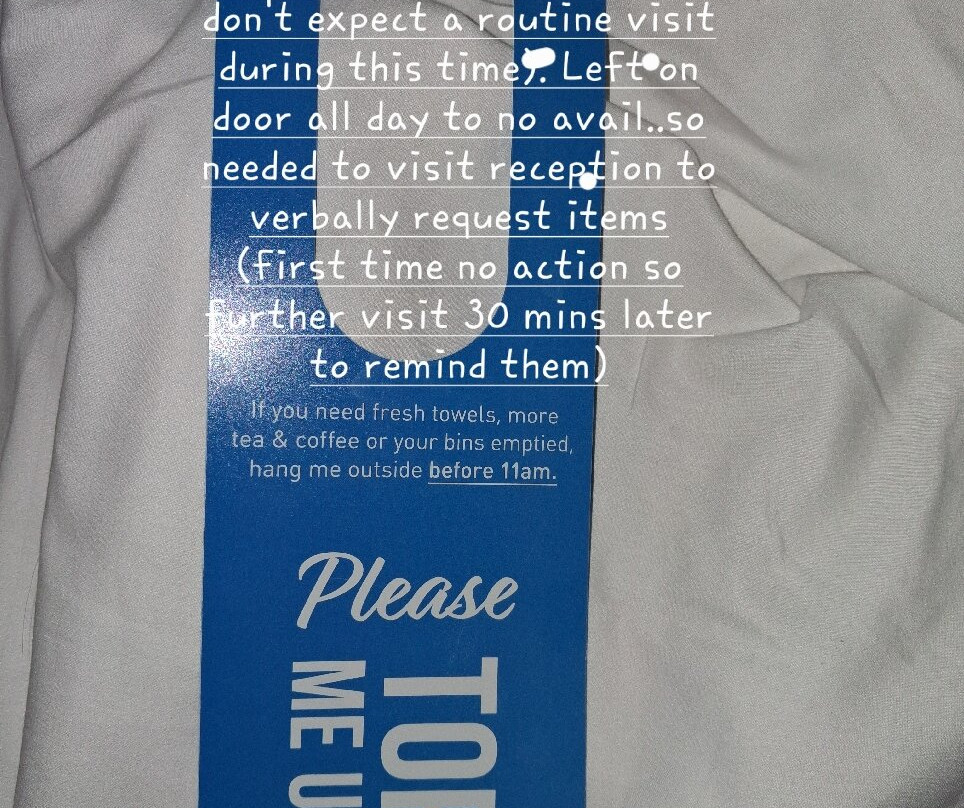 don't expect a routine visit
during this time). Left on
door all day to no avail..so
needed to visit reception to
verbally request items
(first time no action so
further visit 30 mins later
to remind them)
If you need fresh towels, more
tea & coffee or your bins emptied,
hang me outside before 11am.
Please
TOP
ME U